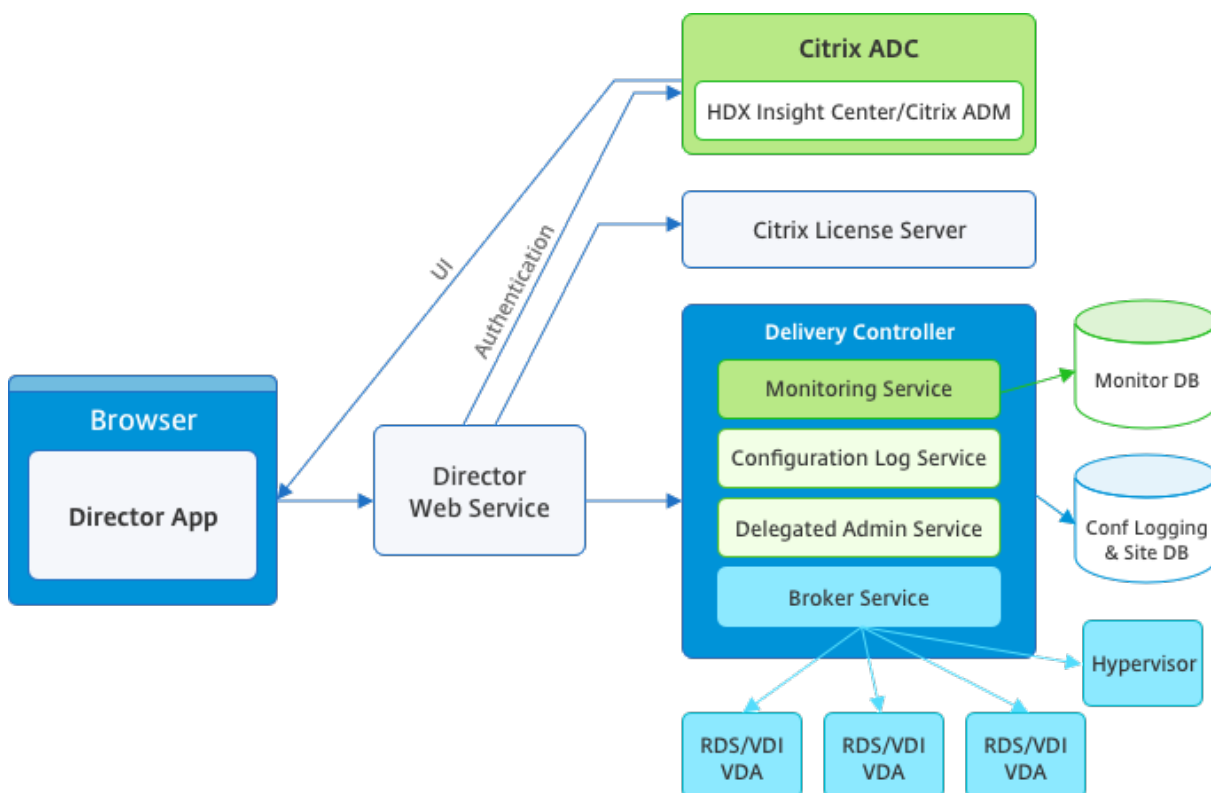 Citrix ADC
HDX Insight Center/Citrix ADM
UI
Authentication
Citrix License Server
Delivery Controller
Monitoring Service
Configuration Log Service
Delegated Admin Service
Broker Service
Monitor DB
Conf Logging
& Site DB
Browser
Director App
Director
Web Service
Hypervisor
RDS/VDI
VDA
RDS/VDI
VDA
RDS/VDI
VDA